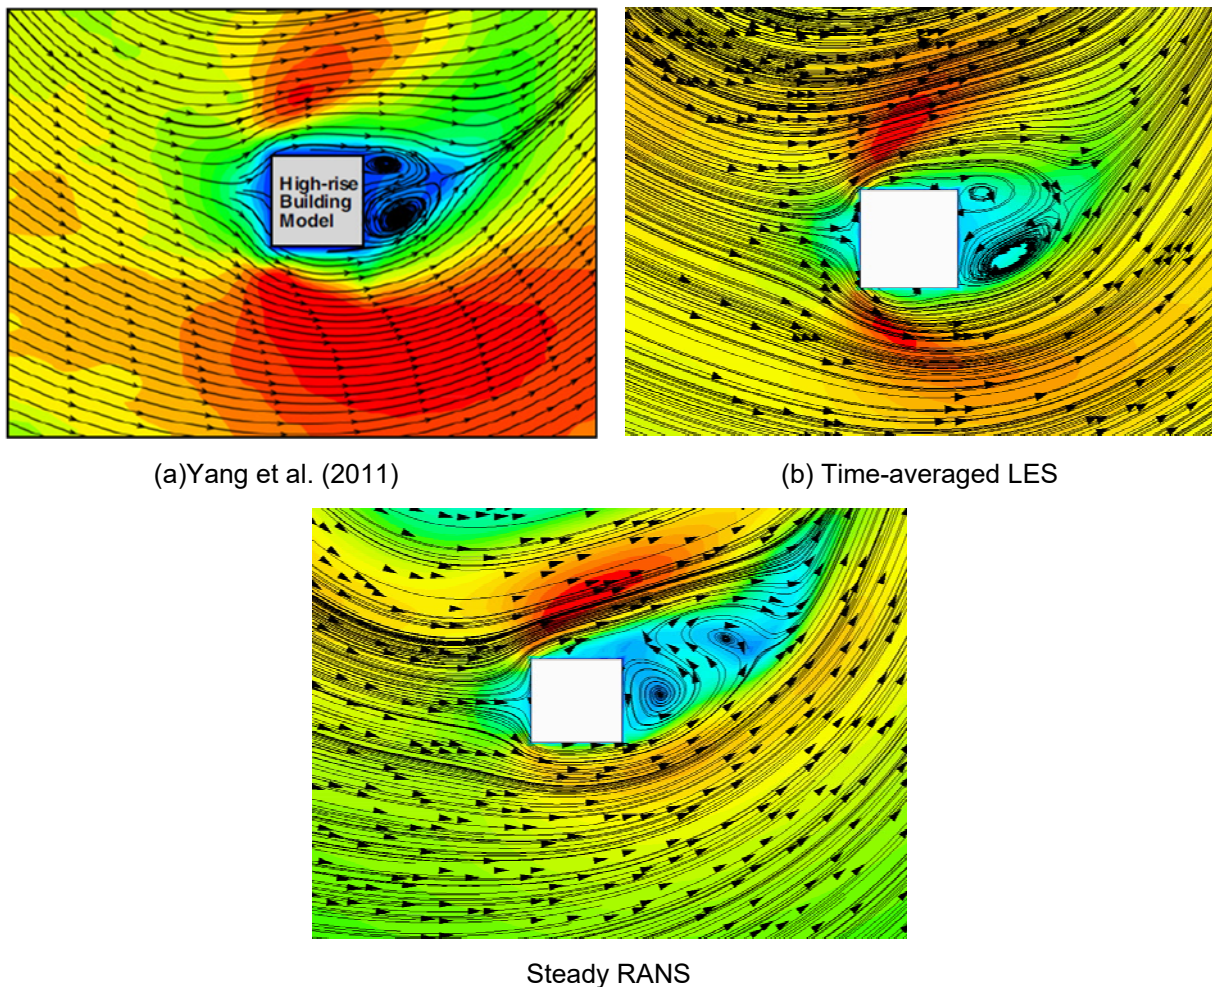 High-rise
Building
Model
(a)Yang et al. (2011)
(b) Time-averaged LES
Steady RANS